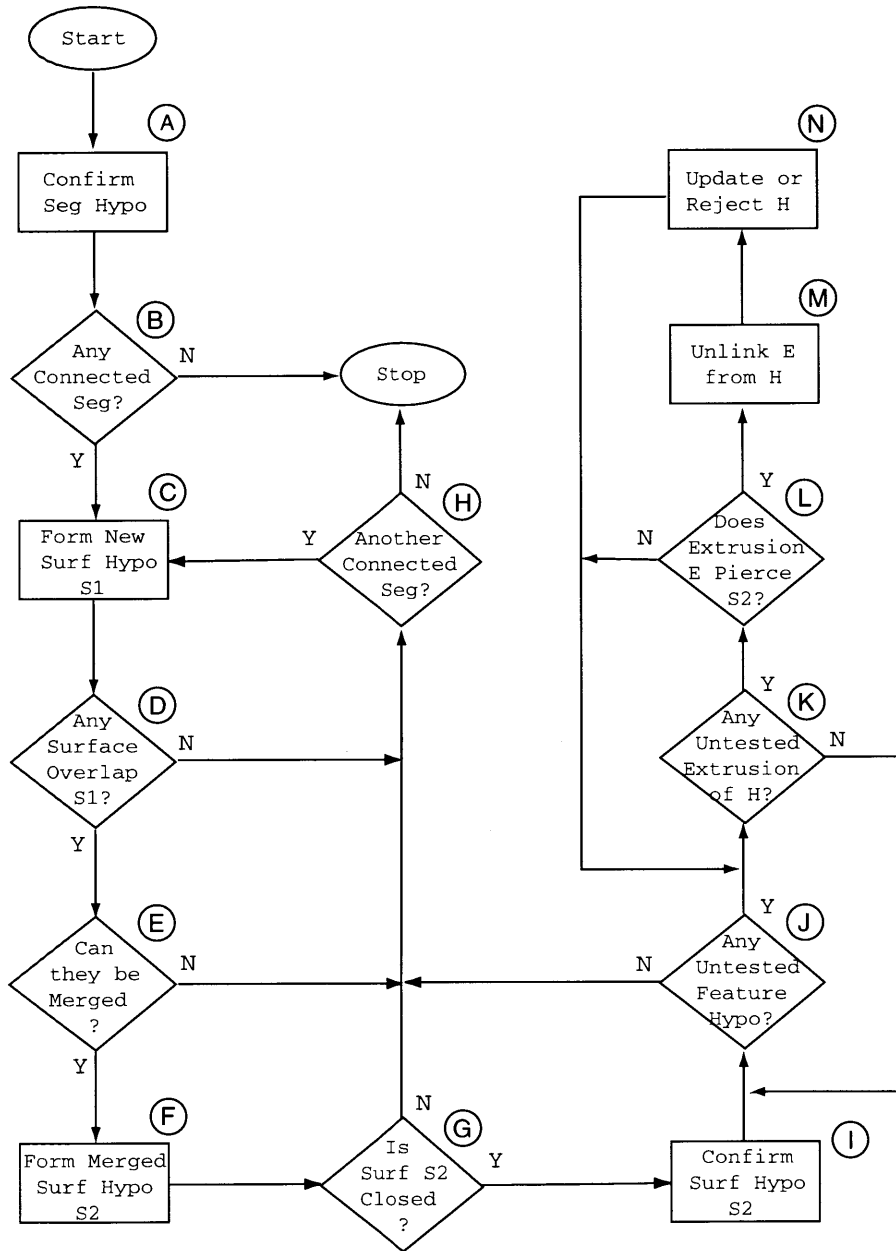 Start
A
Confirm
Seg Hypo
B
Any
Connected
Seg?
N
Y
Stop
C
Form New
Surf Hypo
S1
H
Another
Connected
Seg?
Y
N
D
Any
Surface
Overlap
S1?
N
Y
E
Can
they be
Merged
?
N
Y
F
Form Merged
Surf Hypo
S2
G
Is
Surf S2
Closed
?
N
Y
I
Confirm
Surf Hypo
S2
J
Any
Untested
Feature
Hypo?
N
Y
K
Any
Untested
Extrusion
of H?
N
Y
L
Does
Extrusion
E Pierce
S2?
N
Y
M
Unlink E
from H
N
Update or
Reject H